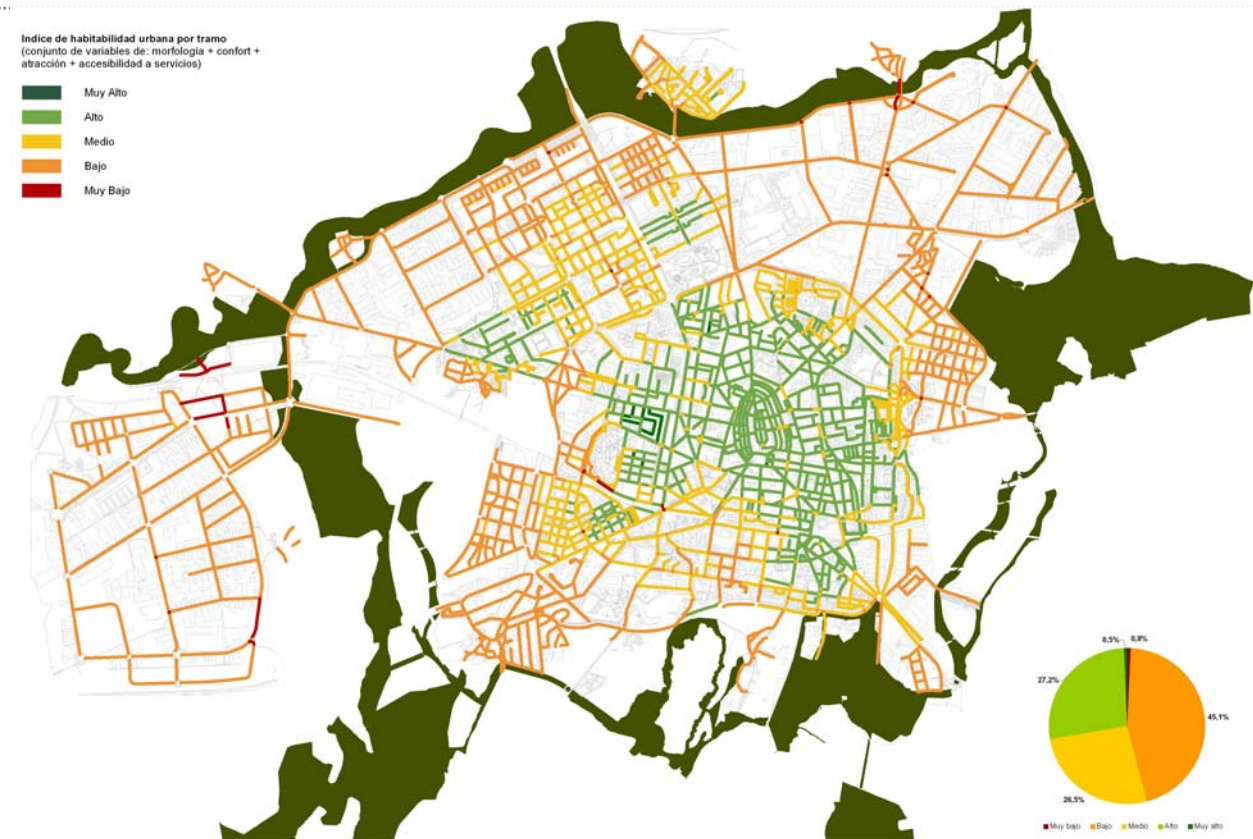 Indice de habitabilidad urbana por tramo
(conjunto de variables de: morfología + confort +
atracción + accesibilidad a servicios)
Muy Alto
Alto
Medio
Bajo
Muy Bajo
0,5%
0,8%
27,2%
45,1%
26,5%
Muy bajo
Bajo
Medio
Alto
Muy alto